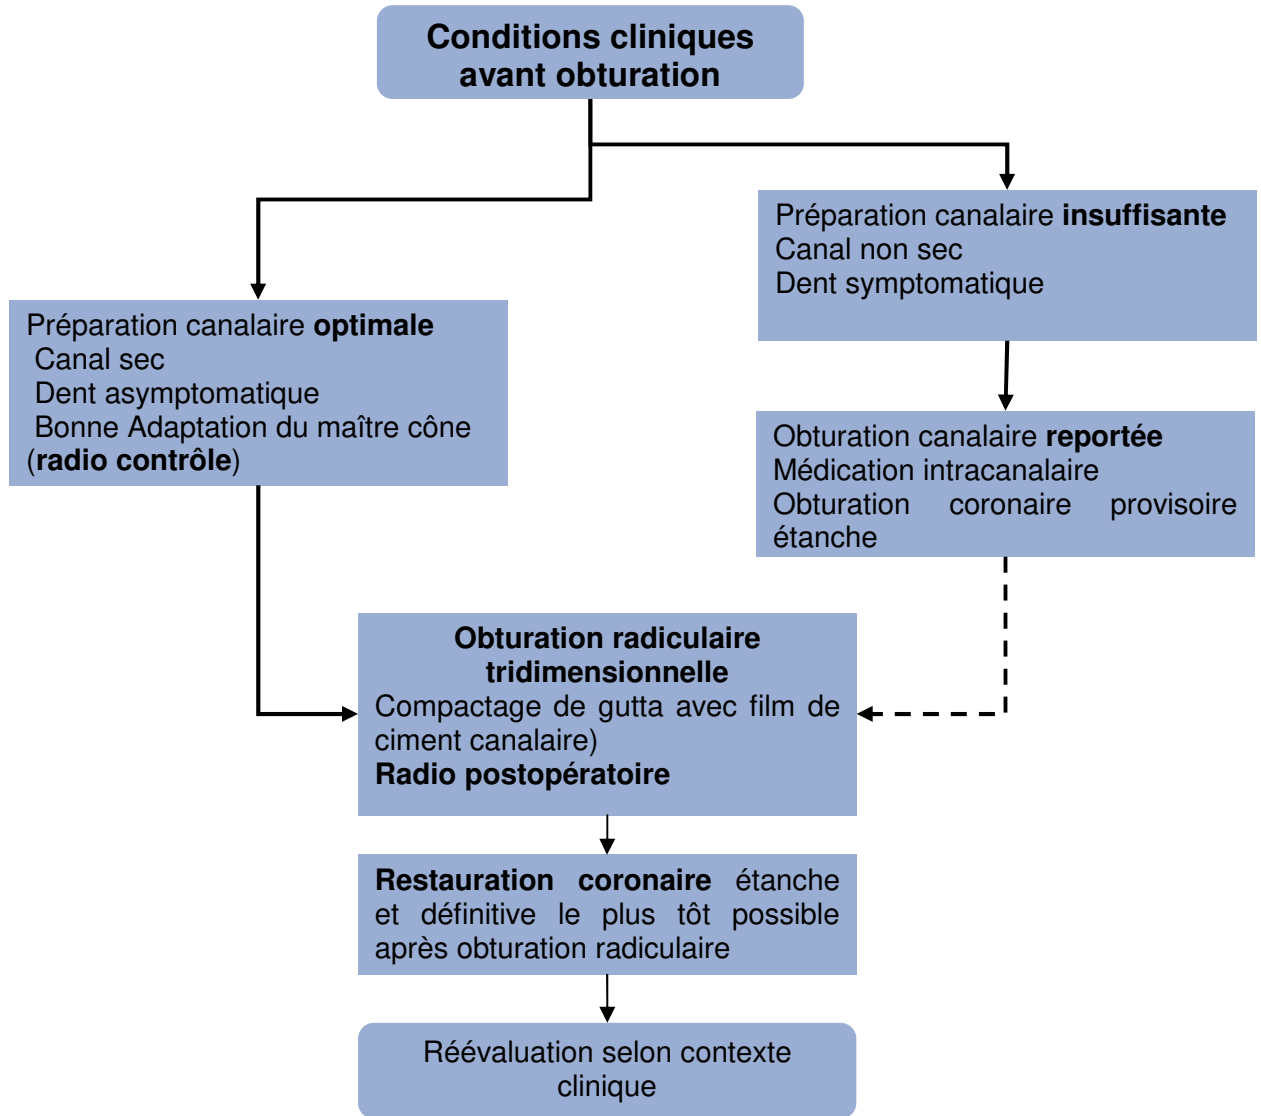 Conditions cliniques
avant obturation
Préparation canalaire insuffisante
Canal non sec
Dent symptomatique
Préparation canalaire optimale
Canal sec
Dent asymptomatique
Bonne Adaptation du maître cône
(radio contrôle)
Obturation canalaire reportée
Médication intracanalaire
Obturation coronaire provisoire
étanche
Obturation radiculaire
tridimensionnelle
Compactage de gutta avec film de
ciment canalaire)
Radio postopératoire
Restauration coronaire étanche
et définitive le plus tôt possible
après obturation radiculaire
Réévaluation selon contexte
clinique